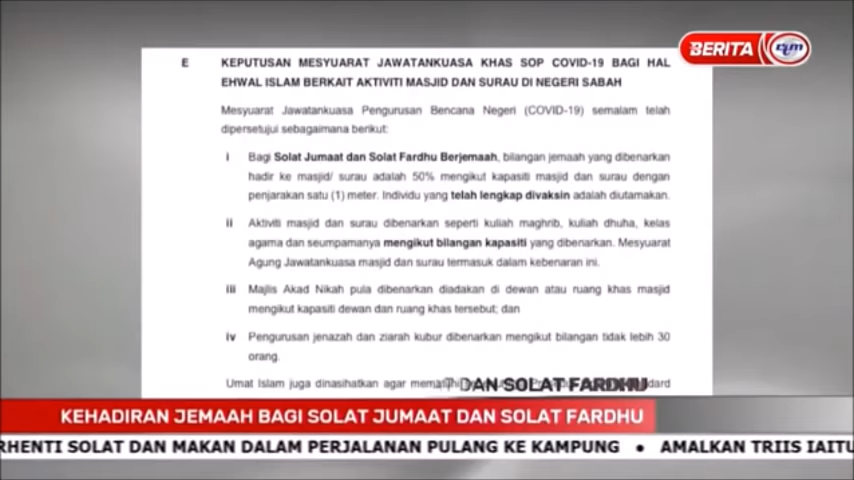 BERITA
E KEPUTUSAN MESYUARAT JAWATANKUASA KHAS SOP COVID-19 BAGI HAL
EHWAL ISLAM BERKAIT AKTIVITI MASJID DAN SURAU DI NEGERI SABAH
Mesyuarat Jawatankuasa Pengurusan Bencana Negeri (COVID-19) semalam telah
dipersetujui sebagaimana berikut:
i Bagi Solat Jumaat dan Solat Fardhu Berjemaah, bilangan jemaah yang dibenarkan
hadir ke masjid/ surau adalah 50% mengikut kapasiti masjid dan surau dengan
penjarakan satu (1) meter. Individu yang telah lengkap divaksin adalah diutamakan.
ii Aktiviti masjid dan surau dibenarkan seperti kuliah maghrib, kuliah dhuha, kelas
agama dan seumpamanya mengikut bilangan kapasiti yang dibenarkan. Mesyuarat
Agung Jawatankuasa masjid dan surau termasuk dalam kebenaran ini.
iii Majlis Akad Nikah pula dibenarkan diadakan di dewan atau ruang khas masjid
mengikut kapasiti dewan dan ruang khas tersebut; dan
iv Pengurusan jenazah dan ziarah kubur dibenarkan mengikut bilangan tidak lebih 30
orang.
Umat Islam juga dinasihatkan agar
DAN SOLAT FARDHU
KEHADIRAN JEMAAH BAGI SOLAT JUMAAT DAN SOLAT FARDHU
RHENTI SOLAT DAN MAKAN DALAM PERJALANAN PULANG KE KAMPUNG ● AMALKAN TRIIS IAITU